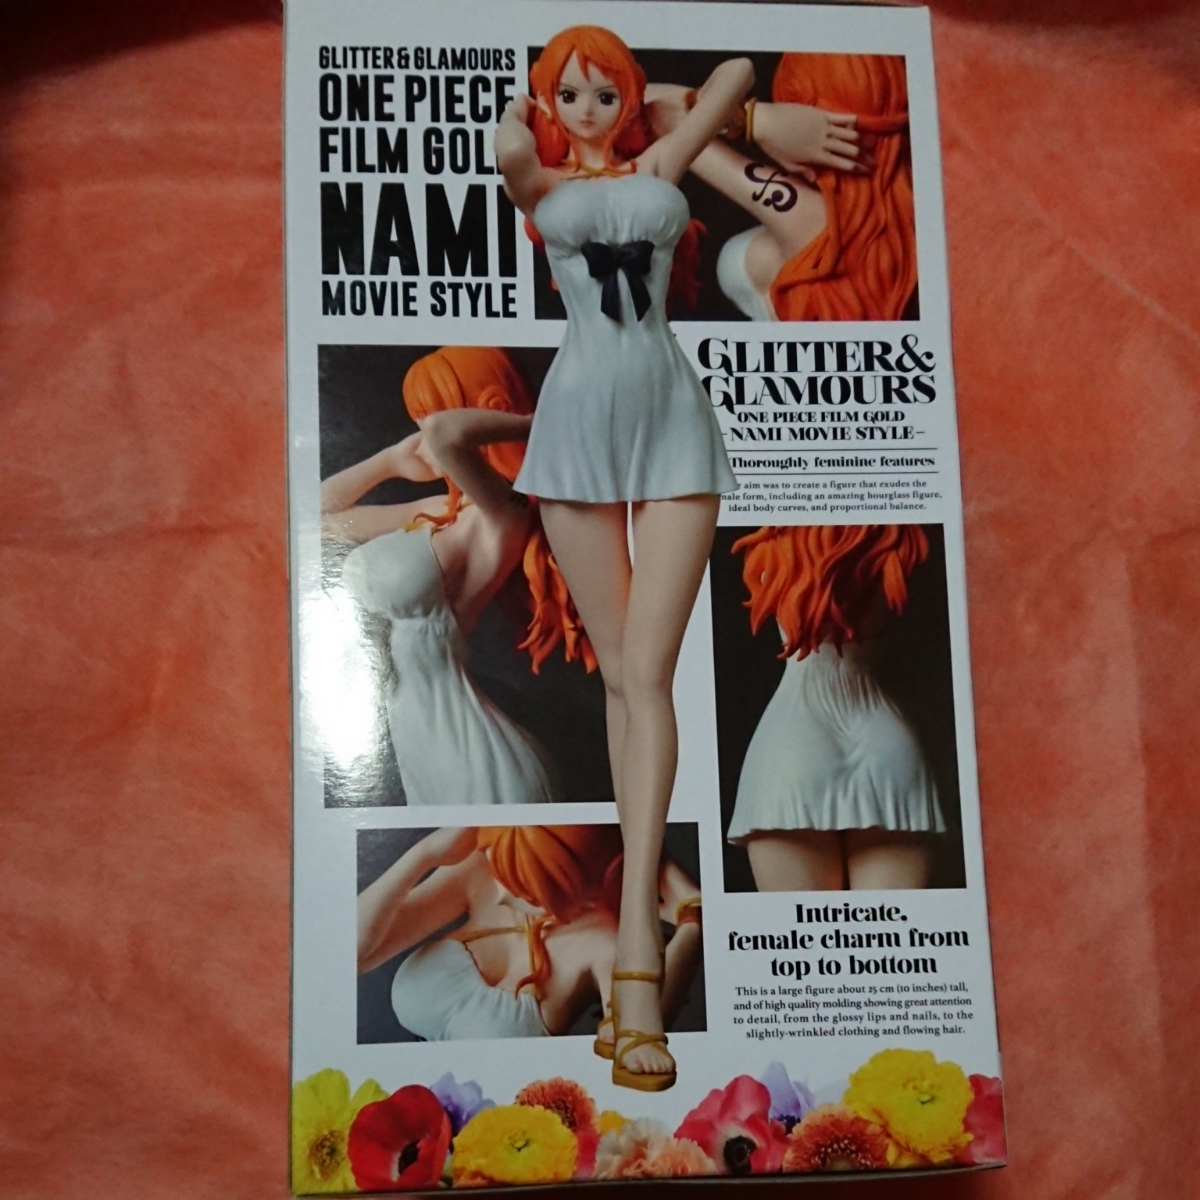 GLITTER&GLAMOURS
ONE PIECE
FILM GOL
NAMI
MOVIE STYLE
GLITTER&
GLAMOURS
ONE PIECE FILM GOLD
-NAMI MOVIE STYLE-
Thoroughly feminine features
aim was to create a figure that exudes the
form, including an amazing hourglass figure,
ideal body curves, and proportional balance.
Intricate,
female charm from
top to bottom
This is a large figure about 25 cm (10 inches) tall,
and of high quality molding showing great attention
to detail, from the glossy lips and nails, to the
slightly-wrinkled clothing and flowing hair.